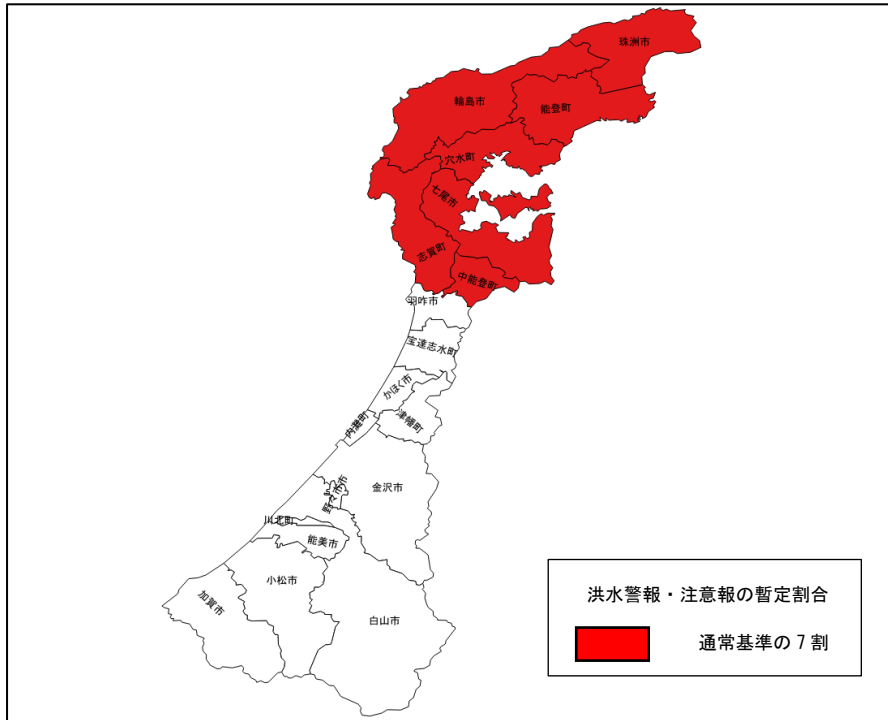 珠洲市
輪島市
能登町
穴水町
七尾市
志賀町
中能登町
羽咋市
宝達志水町
かほく市
津幡町
内灘町
金沢市
野々市市
川北町
能美市
小松市
加賀市
白山市
洪水警報・注意報の暫定割合
通常基準の7割